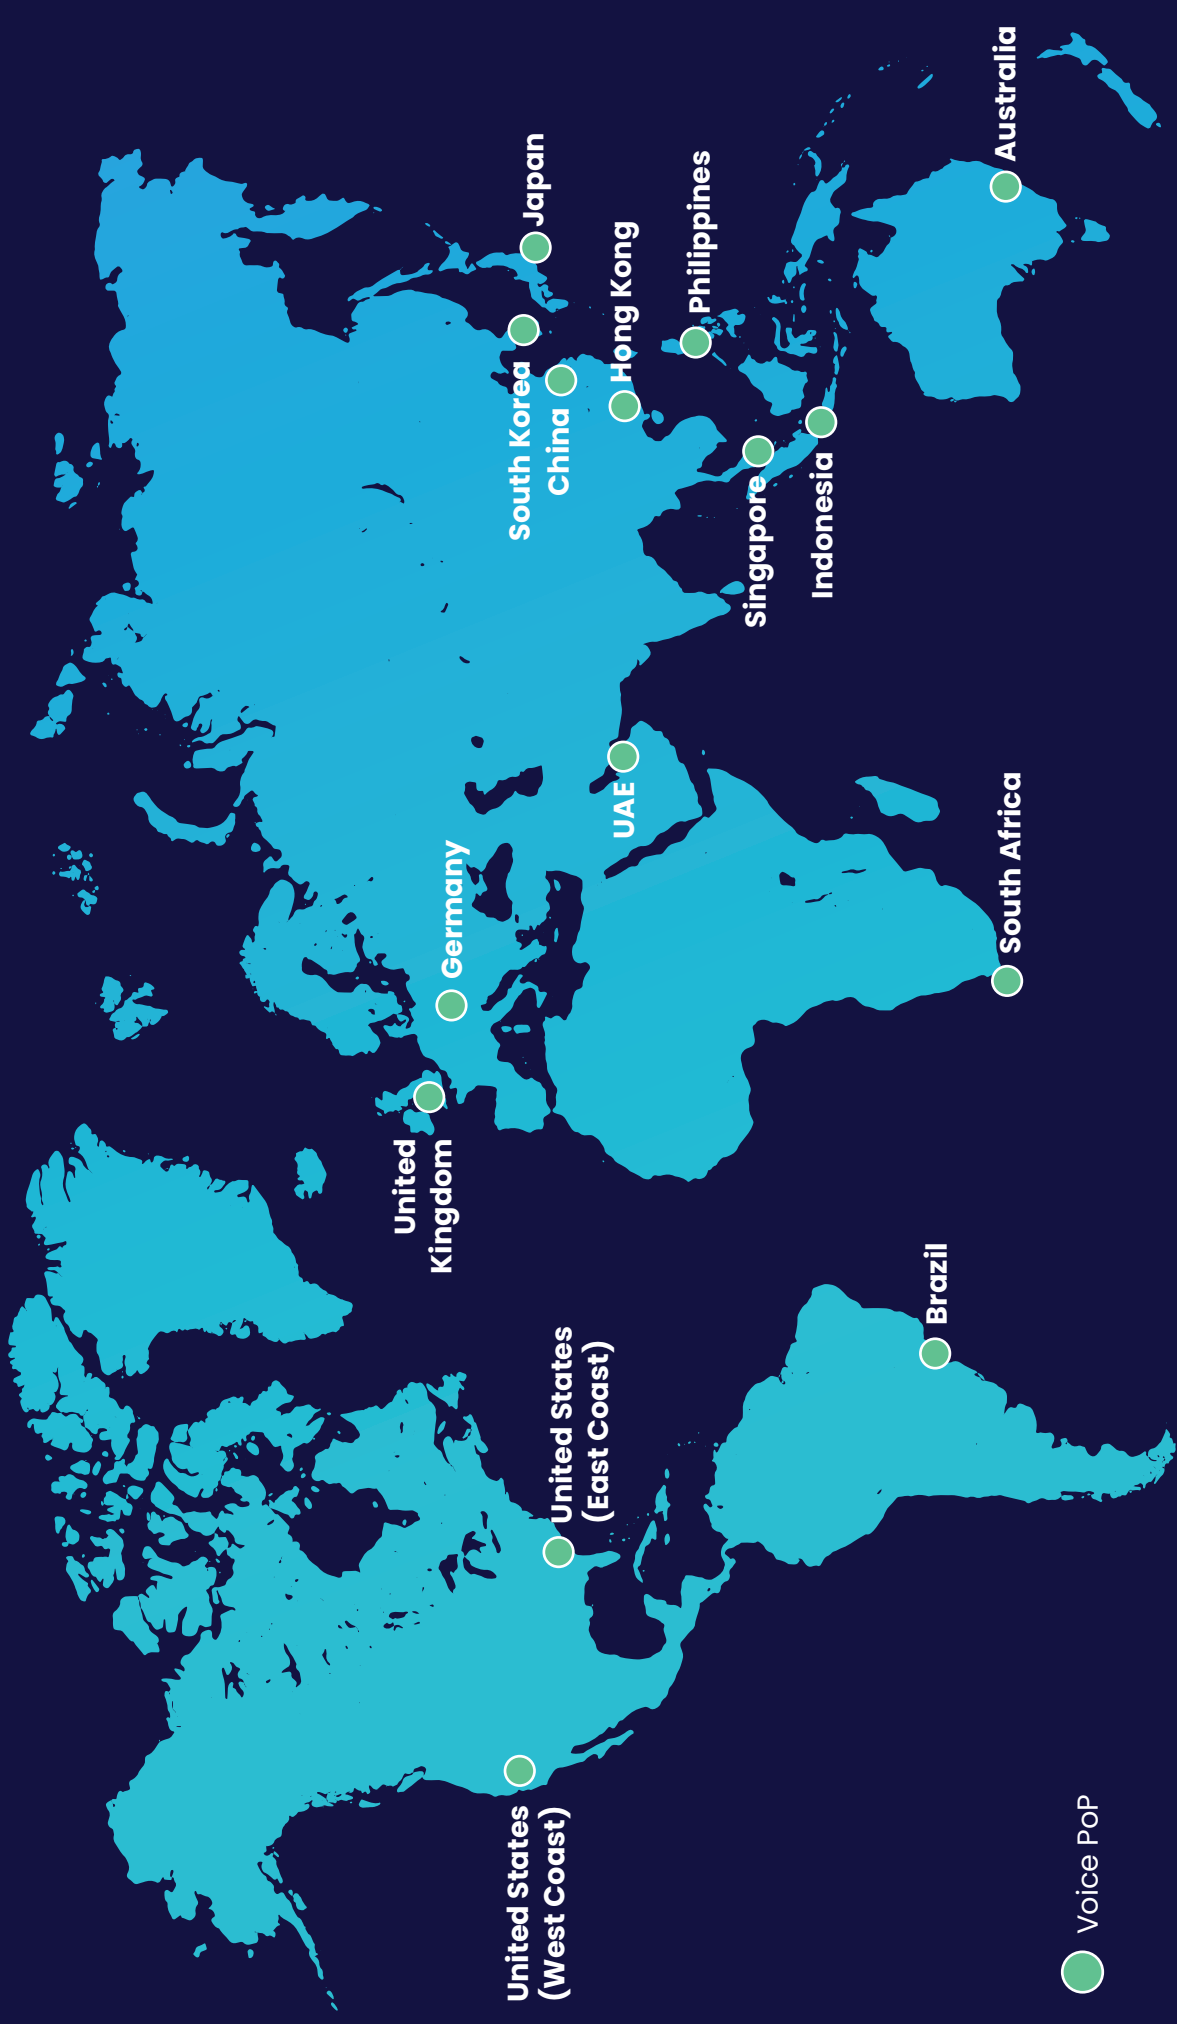 United
Kingdom
Germany
United States
(West Coast)
United States
(East Coast)
Brazil
South Africa
UAE
South Korea
Japan
China
Hong Kong
Philippines
Singapore
Indonesia
Australia
Voice PoP